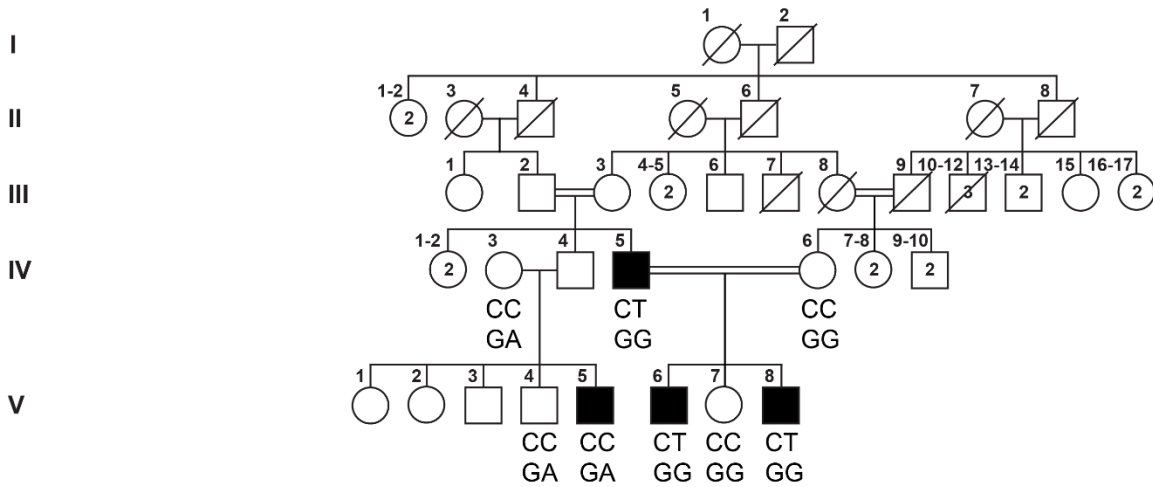 I
1 2
II
1-2 3 4 5 6 7 8
2
III
1 2 3 4-5 6 7 8 9 10-12 13-14 15 16-17
2 3 2 2
IV
1-2 3 4 5 6 7-8 9-10
2 2 2
CC CT CC
GA GG GG
V
1 2 3 4 5 6 7 8
CC CC CT CC CT
GA GA GG GG GG